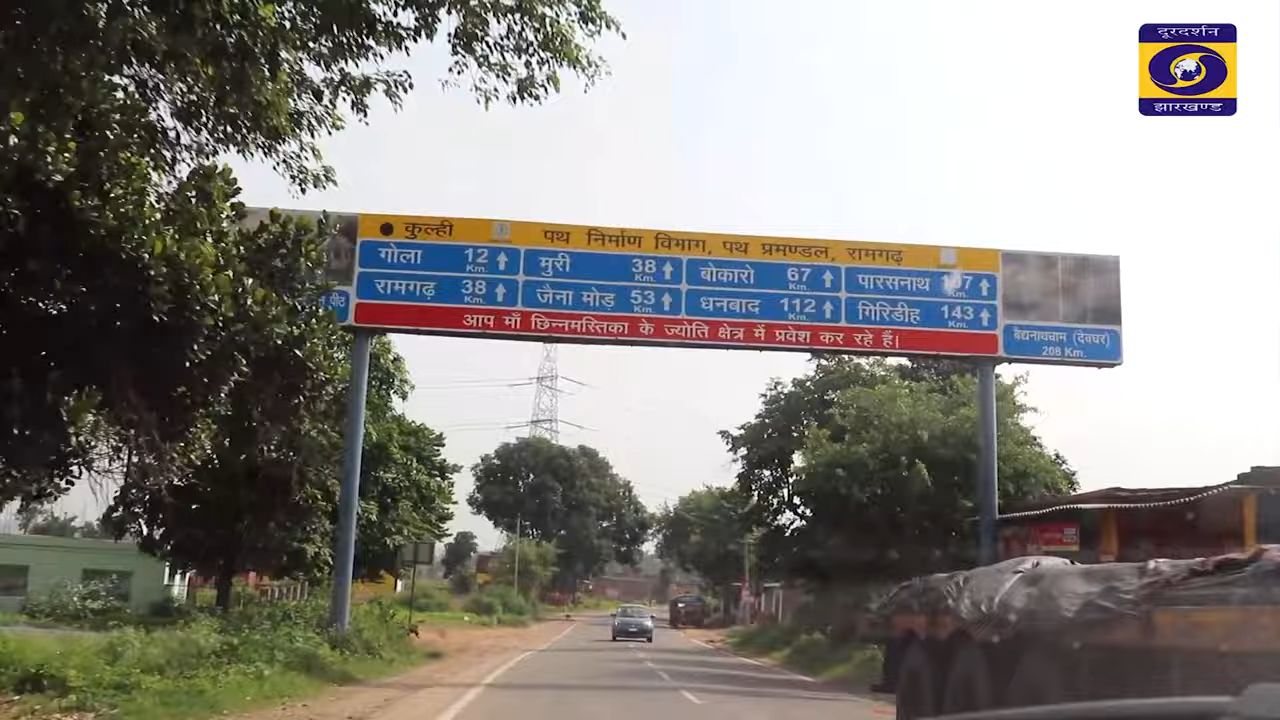 दूरदर्शन
झारखण्ड
कुल्ही
पथ निर्माण विभाग, पथ प्रमण्डल, रामगढ़
गोला 12 Km.
मुरी 38 Km.
बोकारो 67 Km.
पारसनाथ Km.
रामगढ़ 38 Km.
जैना मोड़ 53 Km.
धनबाद 112 Km.
गिरिडीह 143 Km.
पीठ
आप माँ छिन्नमस्तिका के ज्योति क्षेत्र में प्रवेश कर रहे हैं।
बैद्यनाथधाम (देवघर)
208 Km.